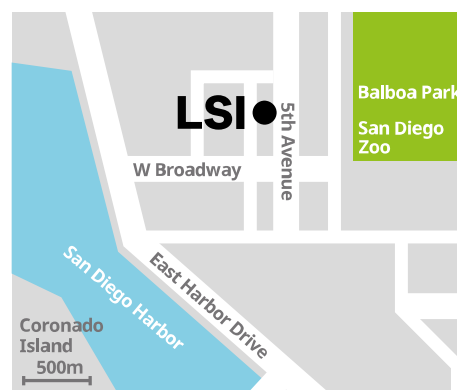 Balboa Park
LSI
5th Avenue
San Diego
Zoo
W Broadway
San Diego Harbor
East Harbor Drive
Coronado
Island
500m